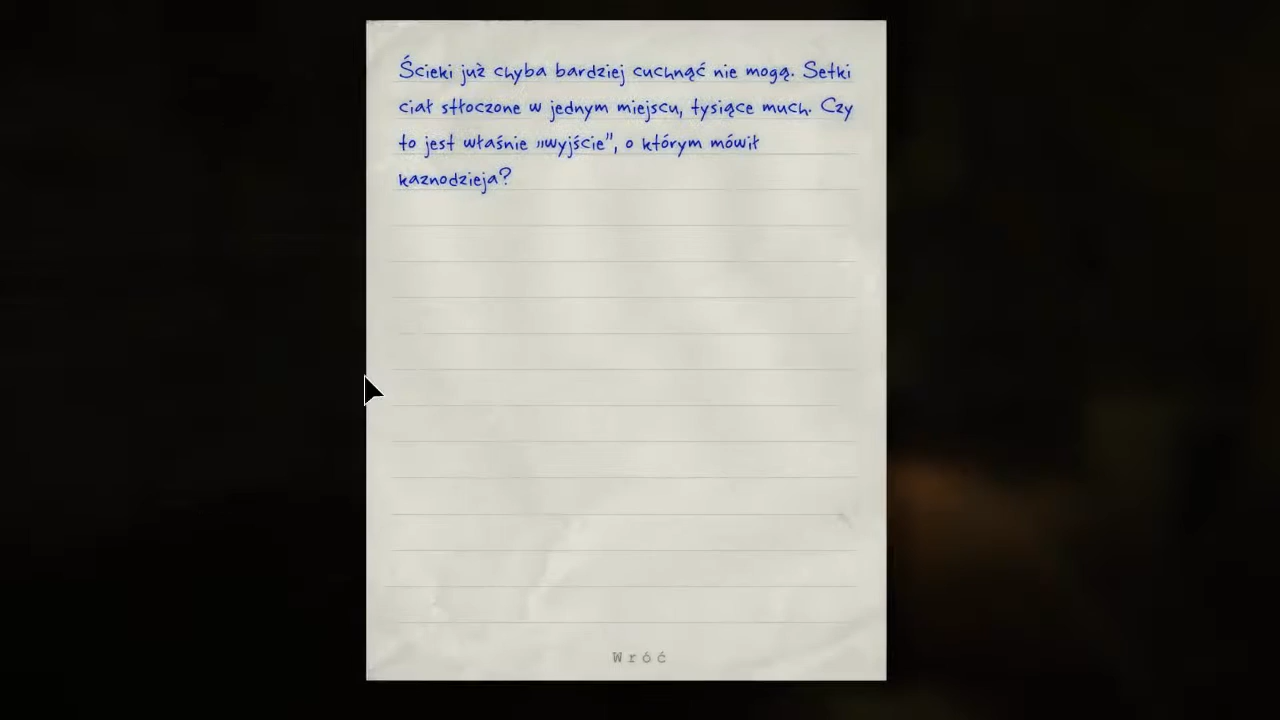 Ścieki już chyba bardziej cuchnąć nie mogą. Setki
ciał stłoczone w jednym miejscu, tysiące much. Czy
to jest właśnie „wyjście”, o którym mówił
kaznodzieja?
Wróć